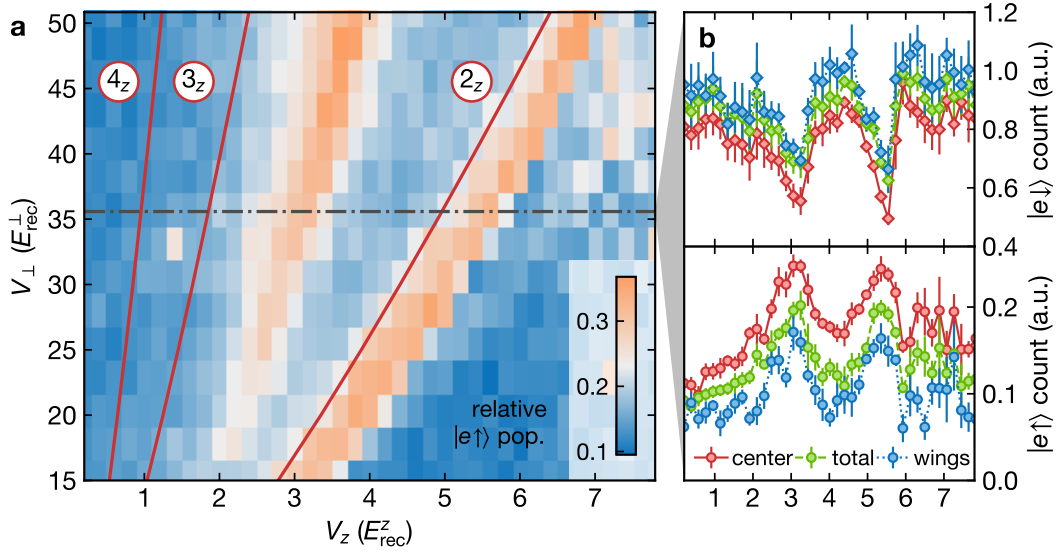 a
4z
3z
2z
50
45
40
35
30
25
20
15
V⊥ (E⊥rec)
1
2
3
4
5
6
7
Vz (Ezrec)
0.3
0.2
0.1
relative
|e↑⟩ pop.
b
1.2
1.0
0.8
0.6
0.4
|e↓⟩ count (a.u.)
0.2
0.1
0.0
|e↑⟩ count (a.u.)
center
total
wings
1
2
3
4
5
6
7